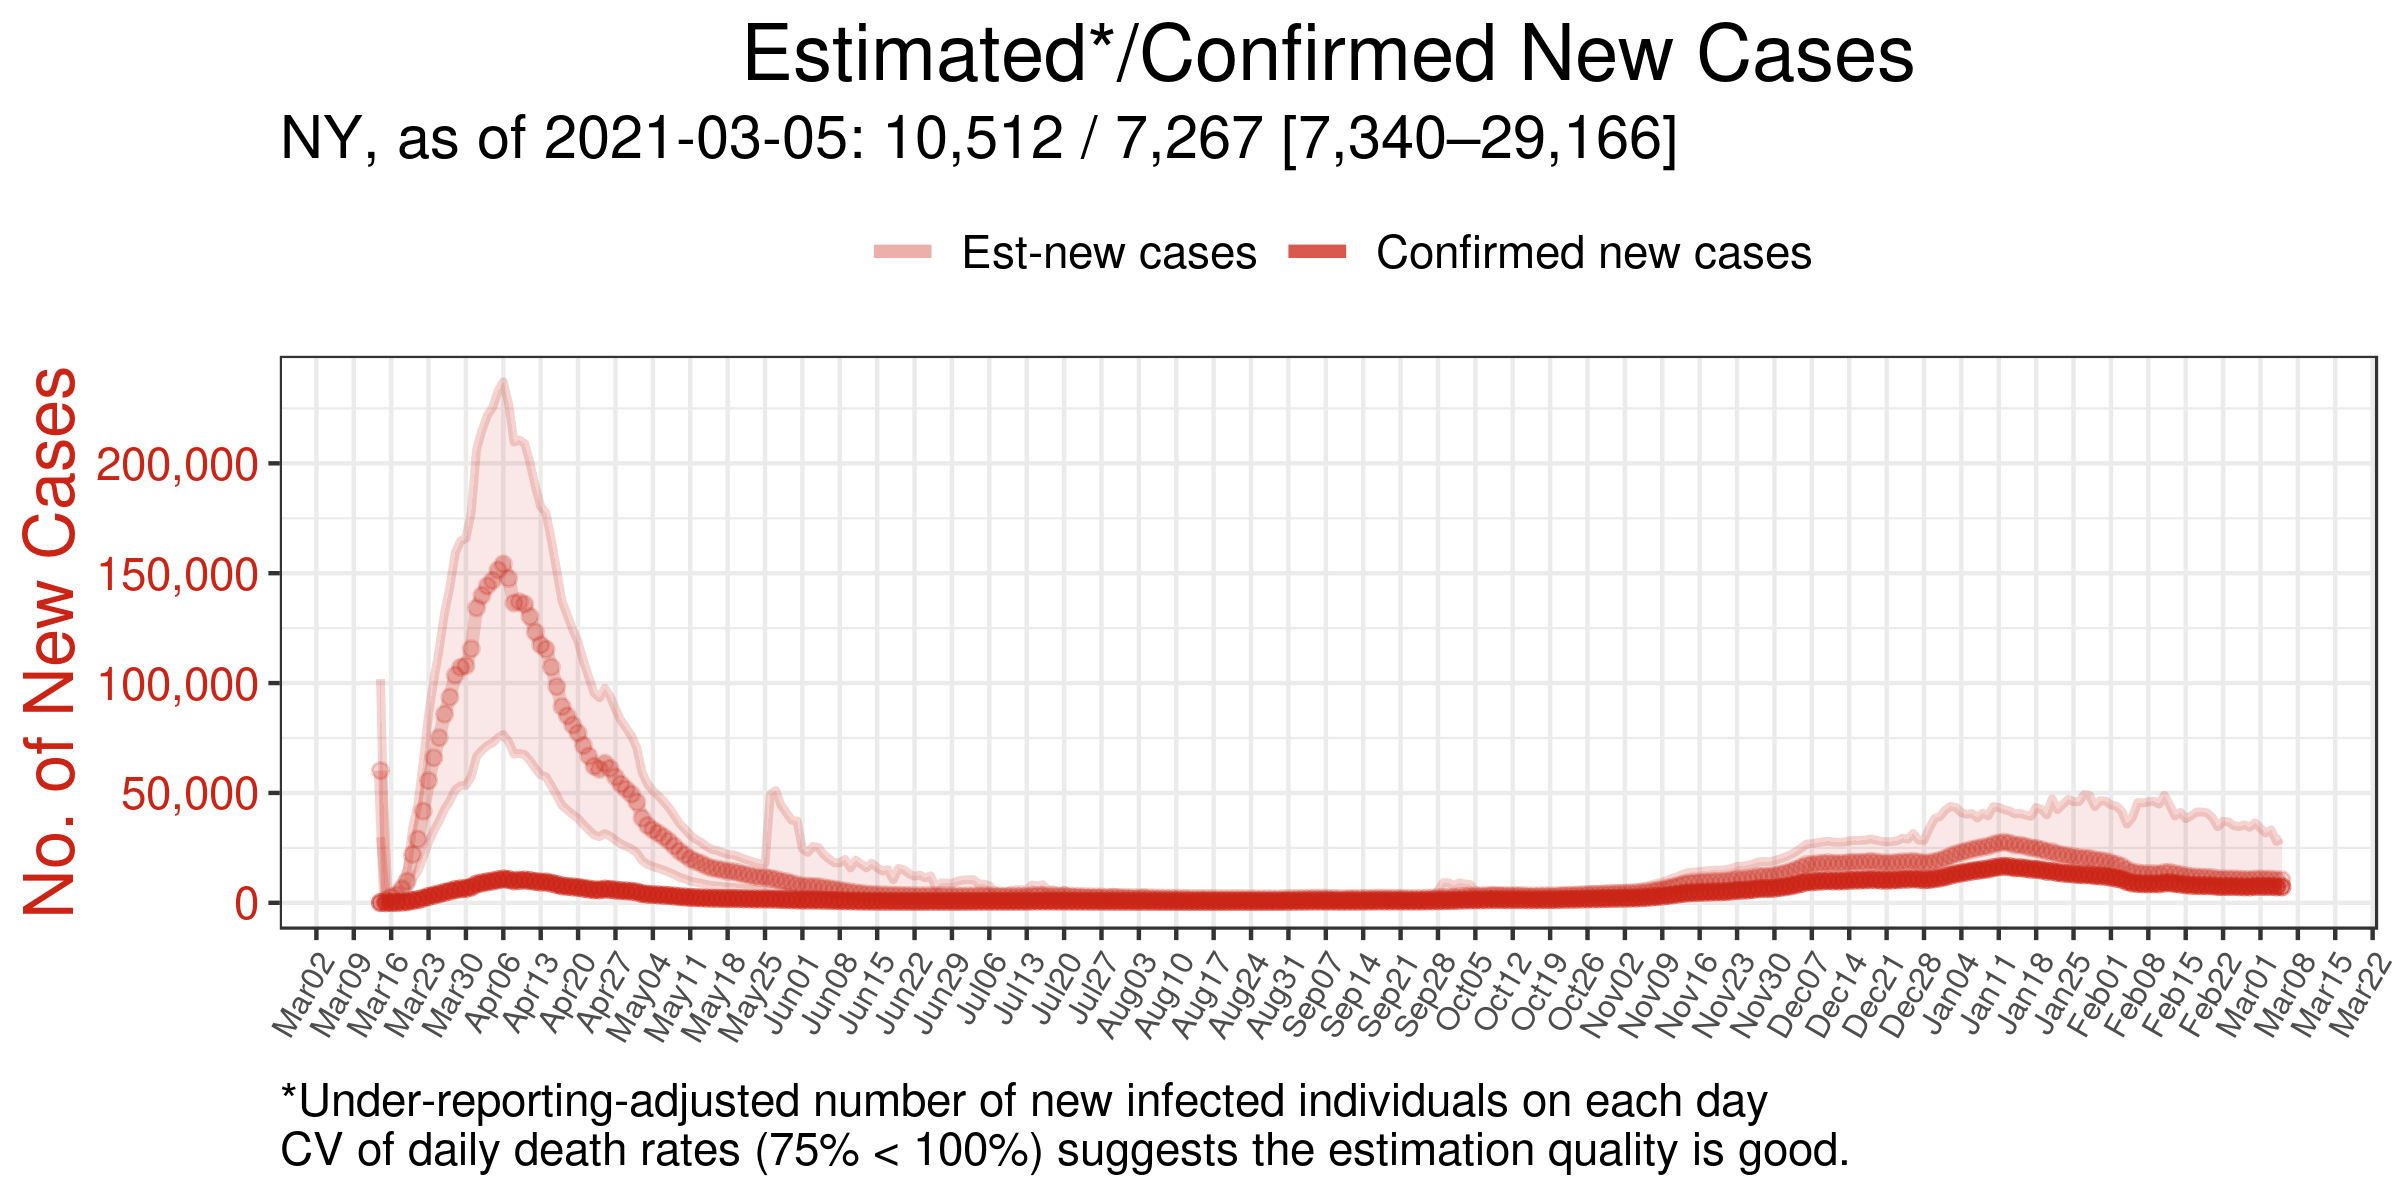 Estimated*/Confirmed New Cases
NY, as of 2021-03-05: 10,512 / 7,267 [7,340–29,166]
Est-new cases
Confirmed new cases
No. of New Cases
200,000
150,000
100,000
50,000
0
Mar02
Mar09
Mar16
Mar23
Mar30
Apr06
Apr13
Apr20
Apr27
May04
May11
May18
May25
Jun01
Jun08
Jun15
Jun22
Jun29
Jul06
Jul13
Jul20
Jul27
Aug03
Aug10
Aug17
Aug24
Aug31
Sep07
Sep14
Sep21
Sep28
Oct05
Oct12
Oct19
Oct26
Nov02
Nov09
Nov16
Nov23
Nov30
Dec07
Dec14
Dec21
Dec28
Jan04
Jan11
Jan18
Jan25
Feb01
Feb08
Feb15
Feb22
Mar01
Mar08
Mar15
Mar22
*Under-reporting-adjusted number of new infected individuals on each day
CV of daily death rates (75% < 100%) suggests the estimation quality is good.